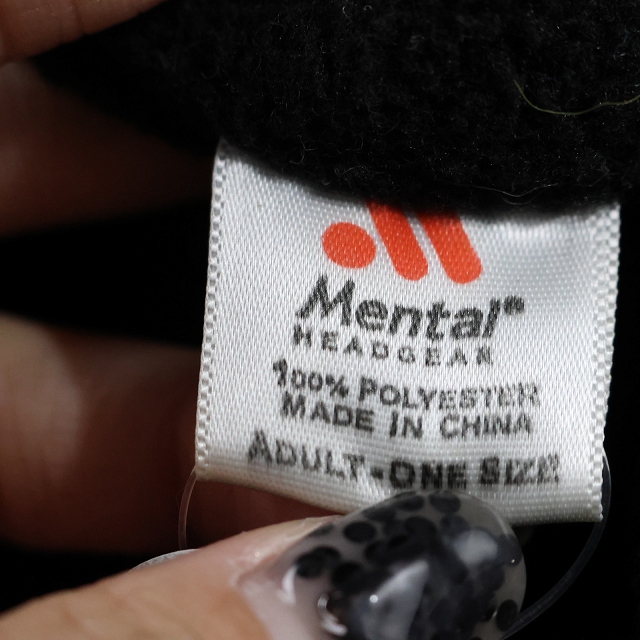 Mental®
HEADGEAR
100% POLYESTER
MADE IN CHINA
ADULT-ONE SIZE